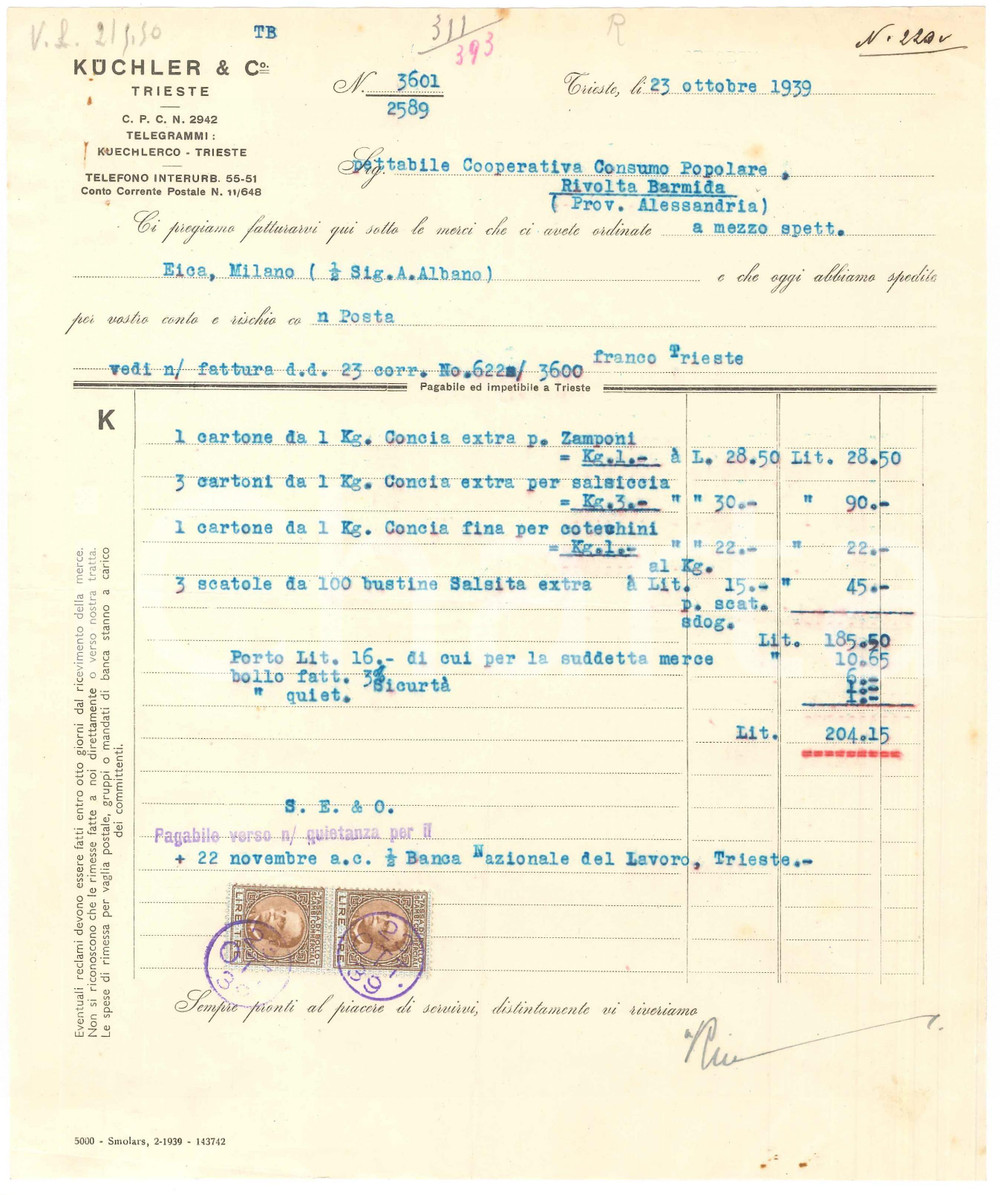 TB
311
393
R
KÜCHLER & Co.
TRIESTE
C. P. C. N. 2942
TELEGRAMMI :
KUECHLERCO - TRIESTE
TELEFONO INTERURB. 55-51
Conto Corrente Postale N. 11/648
N. 3601
2589
Trieste, li 23 ottobre 1939
Spettabile Cooperativa Consumo Popolare ,
Rivolta Barmida
( Prov. Alessandria)
Ci pregiamo fatturarvi qui sotto le merci che ci avete ordinate a mezzo spett.
Eica, Milano ( ½ Sig.A.Albano) e che oggi abbiamo spedite
per vostro conto e rischio co n Posta
franco Trieste
vedi n/ fattura d.d. 23 corr. No.622a/ 3600
Pagabile ed impetibile a Trieste
K
1 cartone da 1 Kg. Concia extra p. Zamponi
= Kg.1.- à L. 28.50 Lit. 28.50
3 cartoni da 1 Kg. Concia extra per salsiccia
= Kg.3.- " " 30.- " 90.-
1 cartone da 1 Kg. Concia fina per cotechini
= Kg.1.- " " 22.- " 22.-
al Kg.
3 scatole da 100 bustine Salsita extra à Lit. 15.- " 45.-
p. scat.
sdog.
Lit. 185.50
Porto Lit. 16.- di cui per la suddetta merce " 10.65
bollo fatt. 6.-
Sicurtà
" quiet. 1.-
Lit. 204.15
S. E. & O.
Pagabile verso n/ quietanza per il
+ 22 novembre a.c. ½ Banca Nazionale del Lavoro, Trieste.-
LIRE TRE
LIRE TRE
Sempre pronti al piacere di servirvi, distintamente vi riveriamo
Eventuali reclami devono essere fatti entro otto giorni dal ricevimento della merce.
Non si riconoscono che le rimesse fatte a noi direttamente o verso nostra tratta.
Le spese di rimessa per vaglia postale, gruppi o mandati di banca stanno a carico
dei committenti.
5000 - Smolars, 2-1939 - 143742